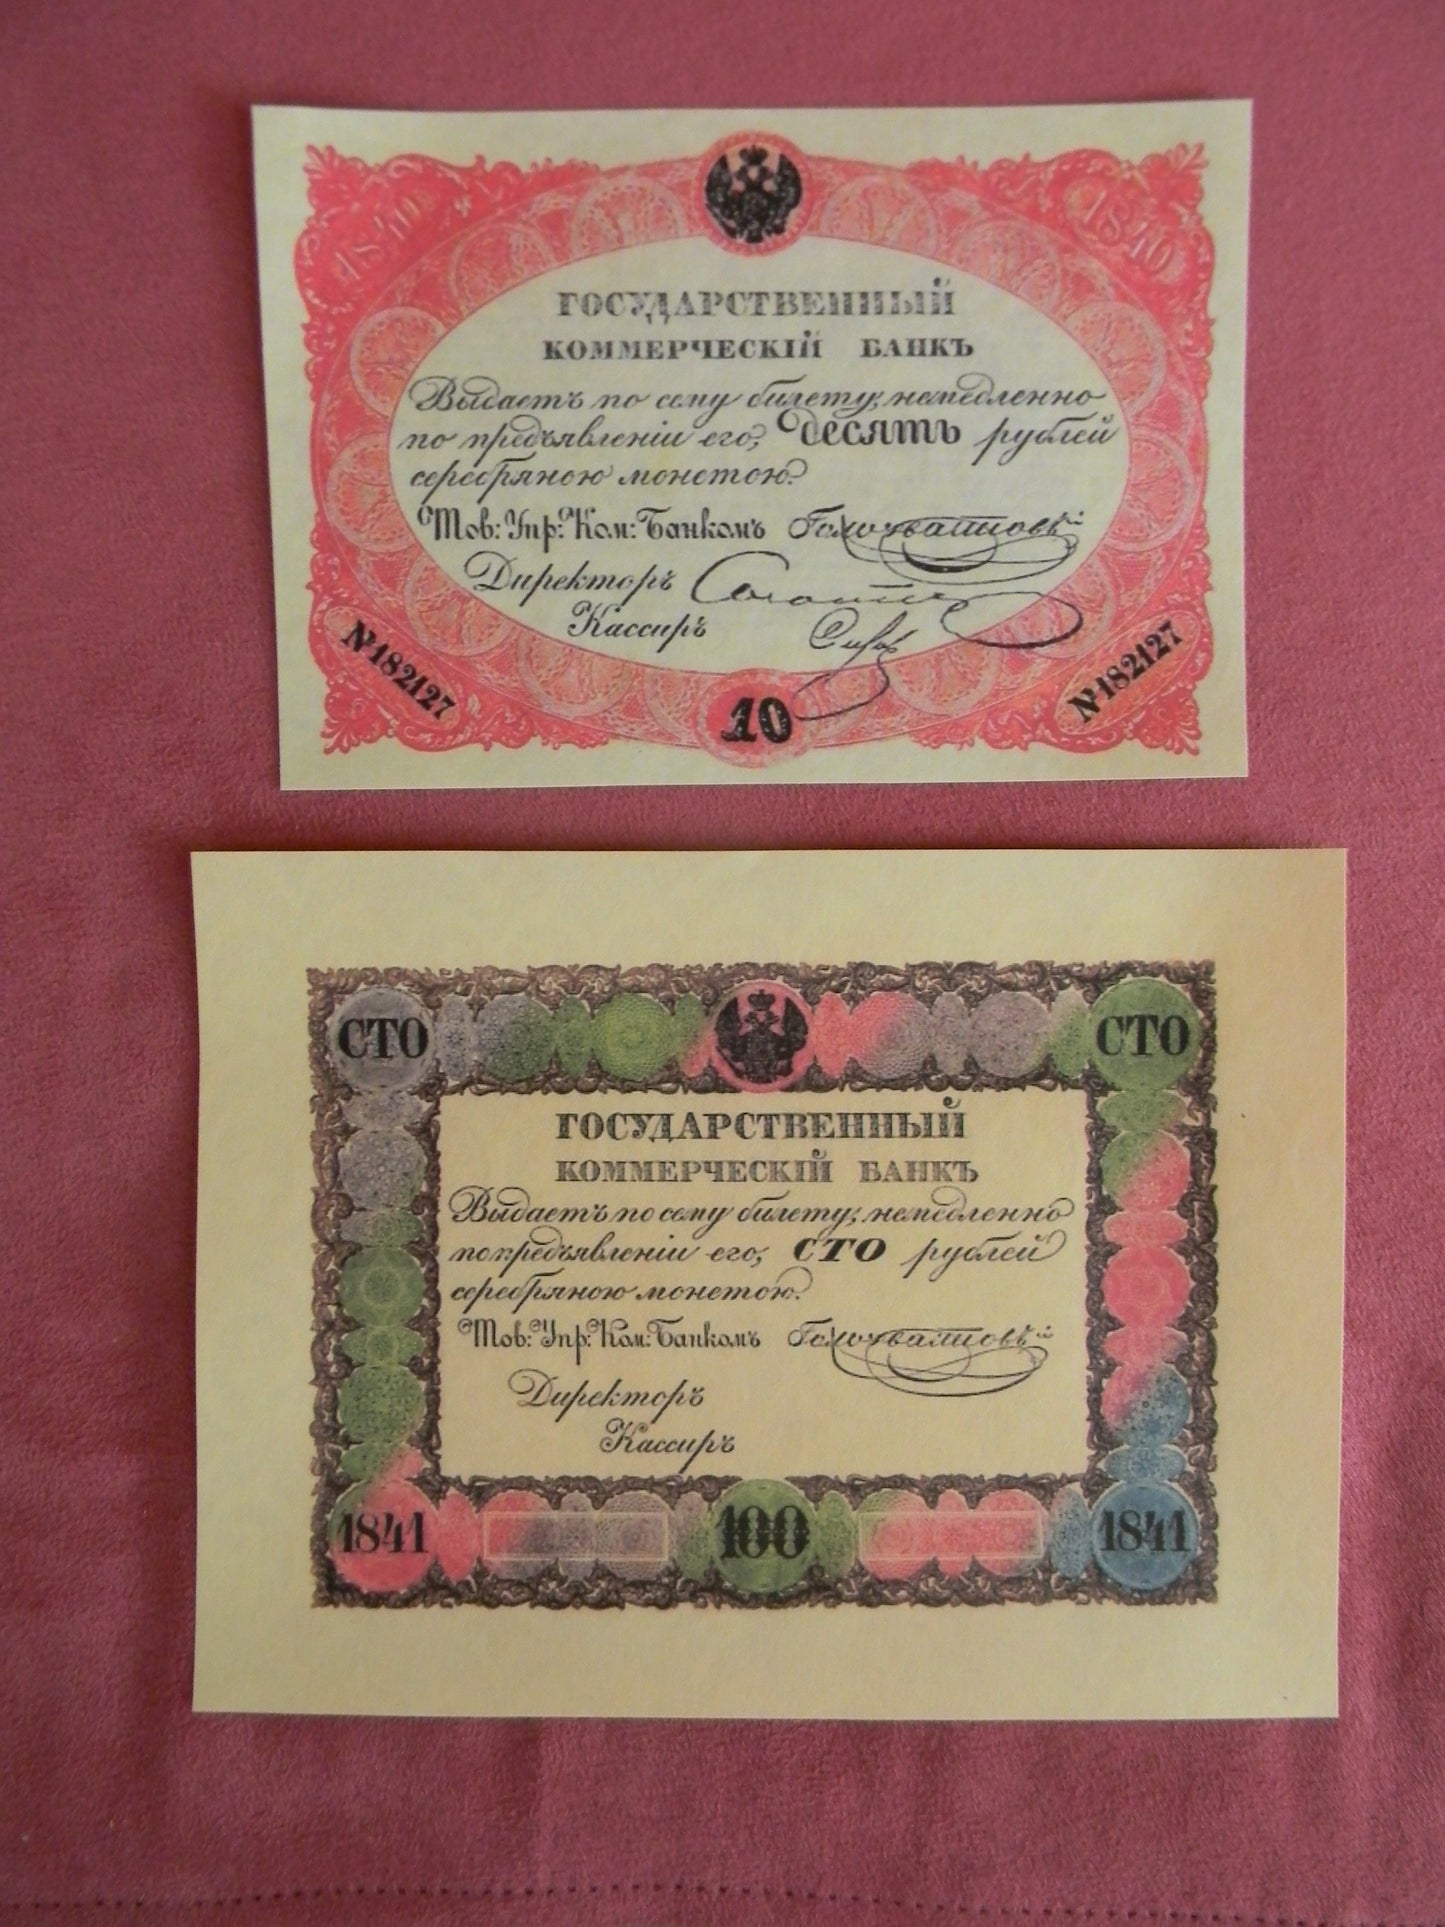 1840 1840
ГОСУДАРСТВЕННЫЙ
КОММЕРЧЕСКІЙ БАНКЪ
Выдаетъ по сему билету, немедленно
по предъявленіи его, десять рублей
серебряною монетою.
Тов: Упр: Ком: Банкомъ
Директоръ
Кассиръ
№182127 №182127
10
СТО СТО
ГОСУДАРСТВЕННЫЙ
КОММЕРЧЕСКІЙ БАНКЪ
Выдаетъ по сему билету, немедленно
по предъявленіи его, СТО рублей
серебряною монетою.
Тов: Упр: Ком: Банкомъ
Директоръ
Кассиръ
1841 100 1841